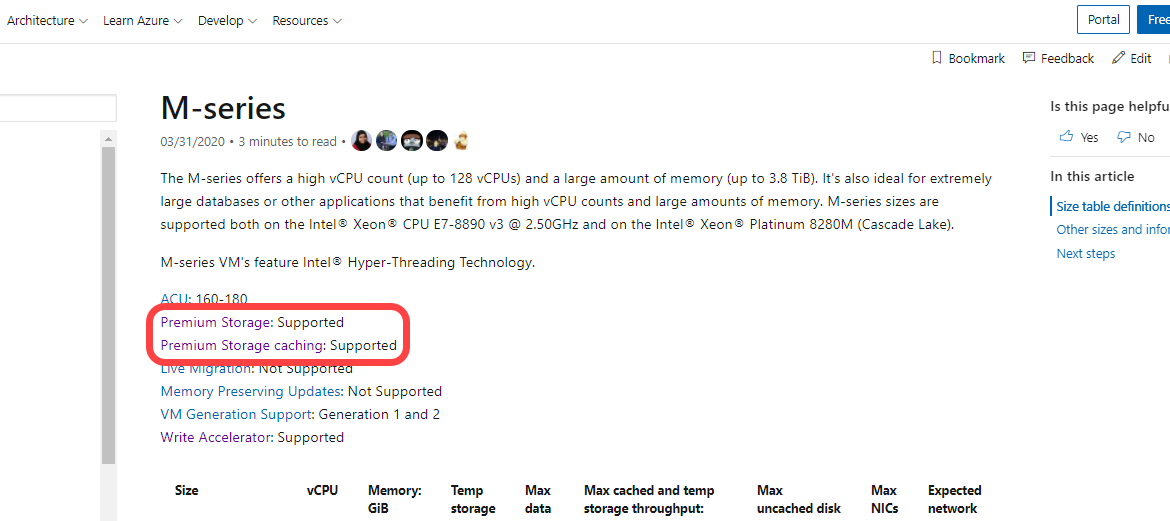 Architecture Learn Azure Develop Resources Portal Free
Bookmark Feedback Edit
M-series
03/31/2020 • 3 minutes to read •
Is this page helpfu
Yes No
The M-series offers a high vCPU count (up to 128 vCPUs) and a large amount of memory (up to 3.8 TiB). It's also ideal for extremely
large databases or other applications that benefit from high vCPU counts and large amounts of memory. M-series sizes are
supported both on the Intel® Xeon® CPU E7-8890 v3 @ 2.50GHz and on the Intel® Xeon® Platinum 8280M (Cascade Lake).
In this article
Size table definitions
Other sizes and infor
Next steps
M-series VM's feature Intel® Hyper-Threading Technology.
ACU: 160-180
Premium Storage: Supported
Premium Storage caching: Supported
Live Migration: Not Supported
Memory Preserving Updates: Not Supported
VM Generation Support: Generation 1 and 2
Write Accelerator: Supported
Size vCPU Memory: Temp Max Max cached and temp Max Max Expected
GiB storage data storage throughput: uncached disk NICs network